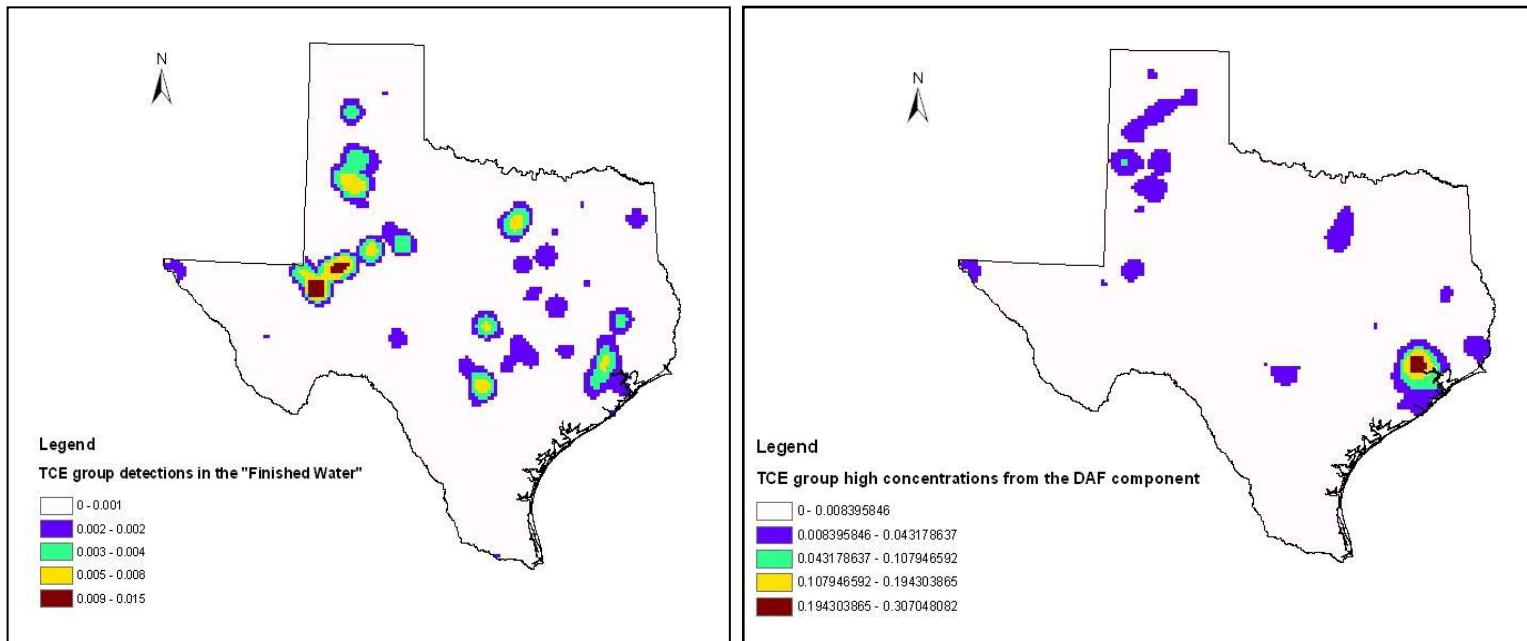 N
Legend
TCE group detections in the "Finished Water"
0 - 0.001
0.002 - 0.002
0.003 - 0.004
0.005 - 0.008
0.009 - 0.015
N
Legend
TCE group high concentrations from the DAF component
0 - 0.008395846
0.008395846 - 0.043178637
0.043178637 - 0.107946592
0.107946592 - 0.194303865
0.194303865 - 0.307048082